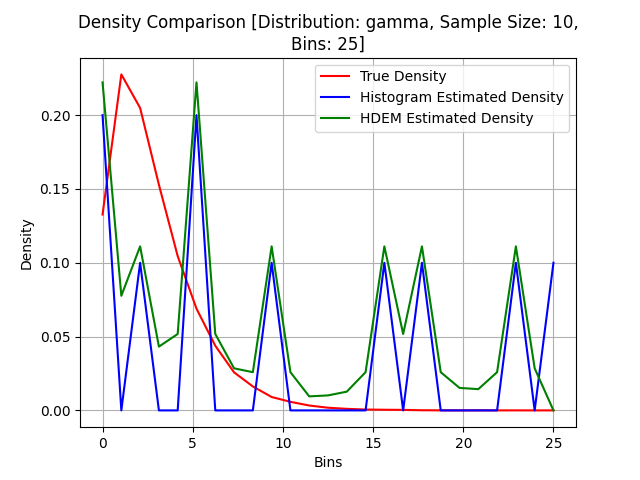 Density Comparison [Distribution: gamma, Sample Size: 10,
Bins: 25]
True Density
Histogram Estimated Density
HDEM Estimated Density
Density
0.20
0.15
0.10
0.05
0.00
0 5 10 15 20 25
Bins